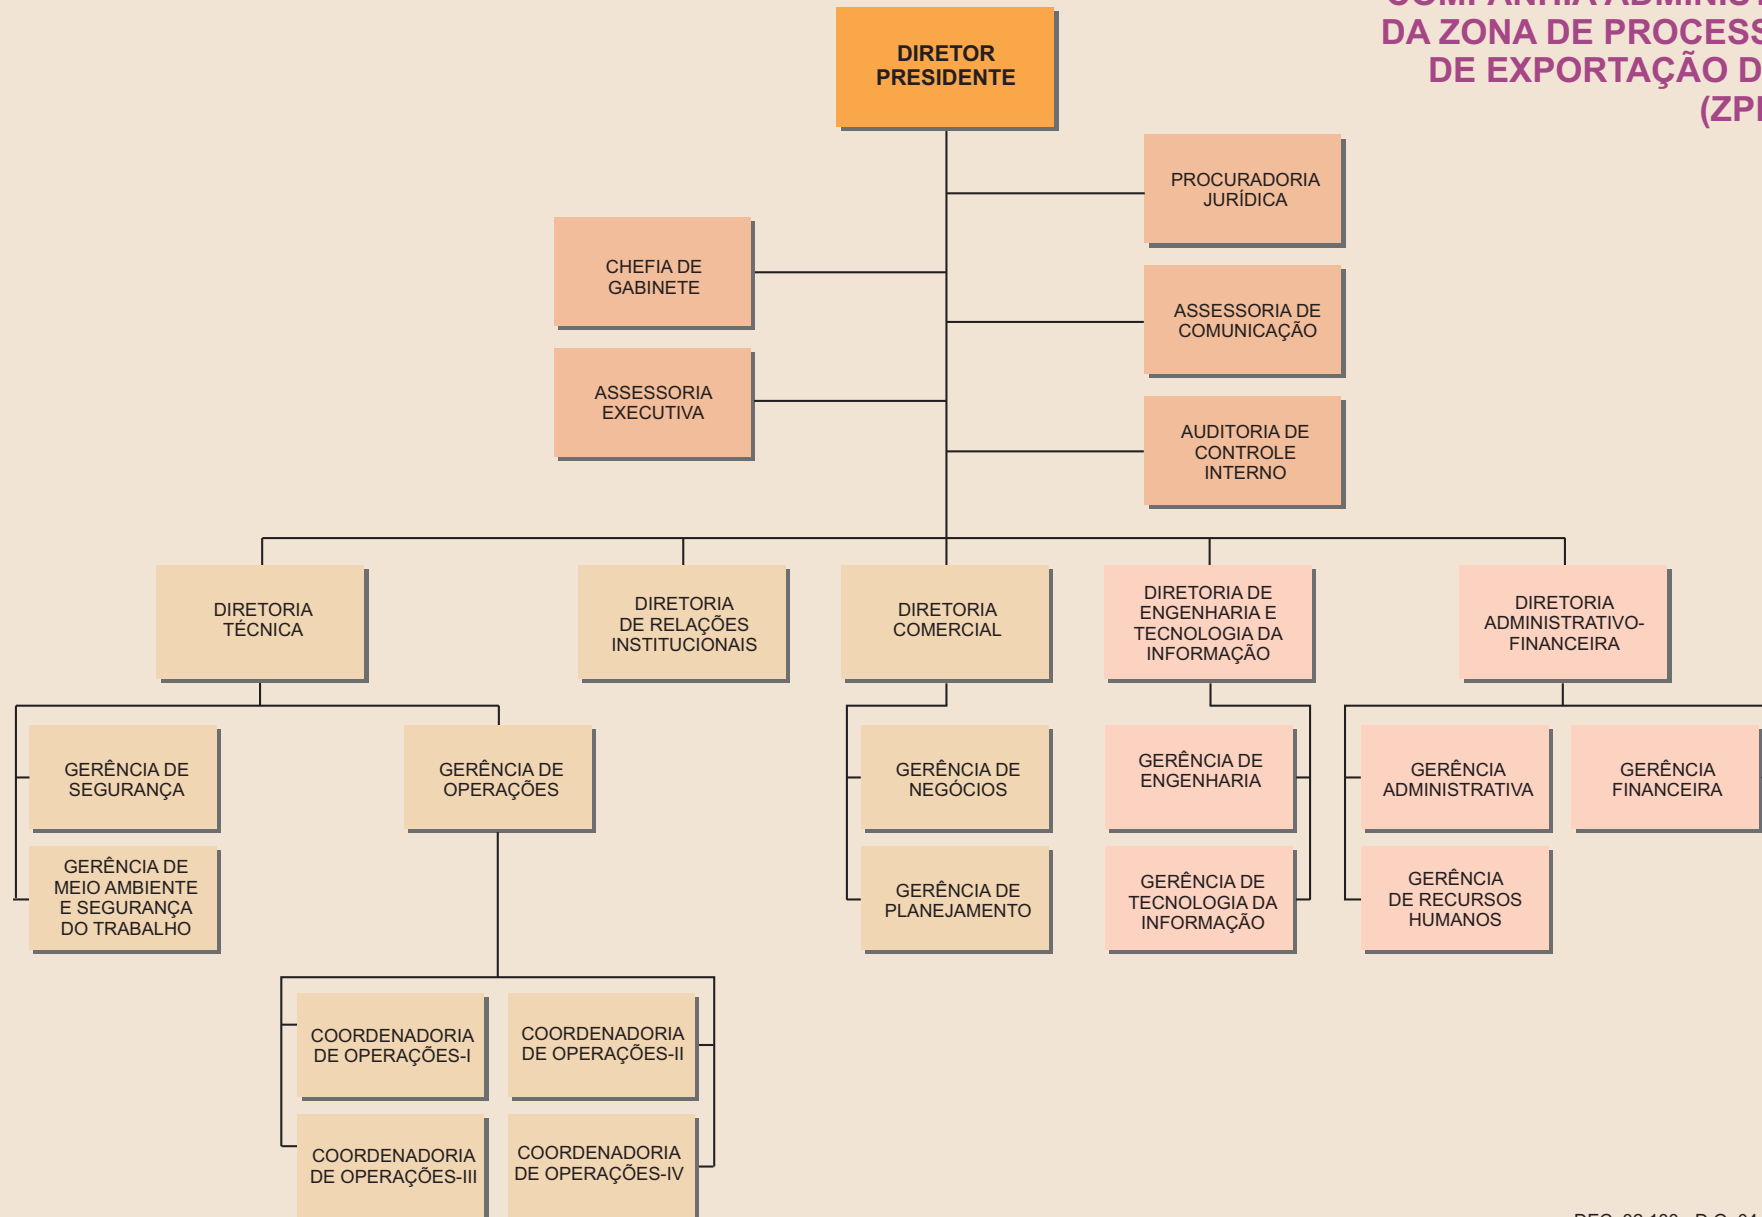 DA ZONA DE
DE EXPORTAÇÃO
DIRETOR
PRESIDENTE
PROCURADORIA
JURÍDICA
CHEFIA DE
GABINETE
ASSESSORIA DE
COMUNICAÇÃO
ASSESSORIA
EXECUTIVA
AUDITORIA DE
CONTROLE
INTERNO
DIRETORIA
TÉCNICA
DIRETORIA
DE RELAÇÕES
INSTITUCIONAIS
DIRETORIA
COMERCIAL
DIRETORIA DE
ENGENHARIA E
TECNOLOGIA DA
INFORMAÇÃO
DIRETORIA
ADMINISTRATIVO-
FINANCEIRA
GERÊNCIA DE
SEGURANÇA
GERÊNCIA DE
OPERAÇÕES
GERÊNCIA DE
NEGÓCIOS
GERÊNCIA DE
ENGENHARIA
GERÊNCIA
ADMINISTRATIVA
GERÊNCIA
FINANCEIRA
GERÊNCIA DE
MEIO AMBIENTE
E SEGURANÇA
DO TRABALHO
GERÊNCIA DE
PLANEJAMENTO
GERÊNCIA DE
TECNOLOGIA DA
INFORMAÇÃO
GERÊNCIA
DE RECURSOS
HUMANOS
COORDENADORIA
DE OPERAÇÕES-I
COORDENADORIA
DE OPERAÇÕES-II
COORDENADORIA
DE OPERAÇÕES-III
COORDENADORIA
DE OPERAÇÕES-IV